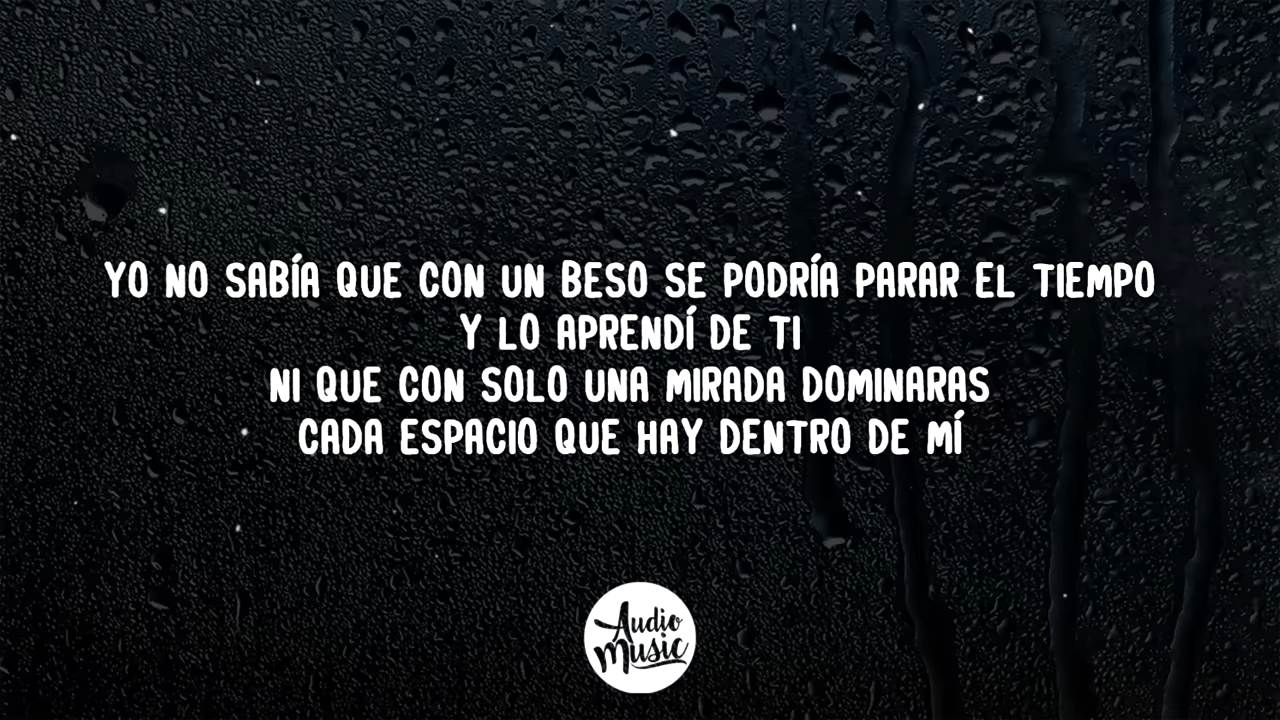 YO NO SABÍA QUE CON UN BESO SE PODRÍA PARAR EL TIEMPO
Y LO APRENDÍ DE TI
NI QUE CON SOLO UNA MIRADA DOMINARAS
CADA ESPACIO QUE HAY DENTRO DE MÍ
Audio
Music